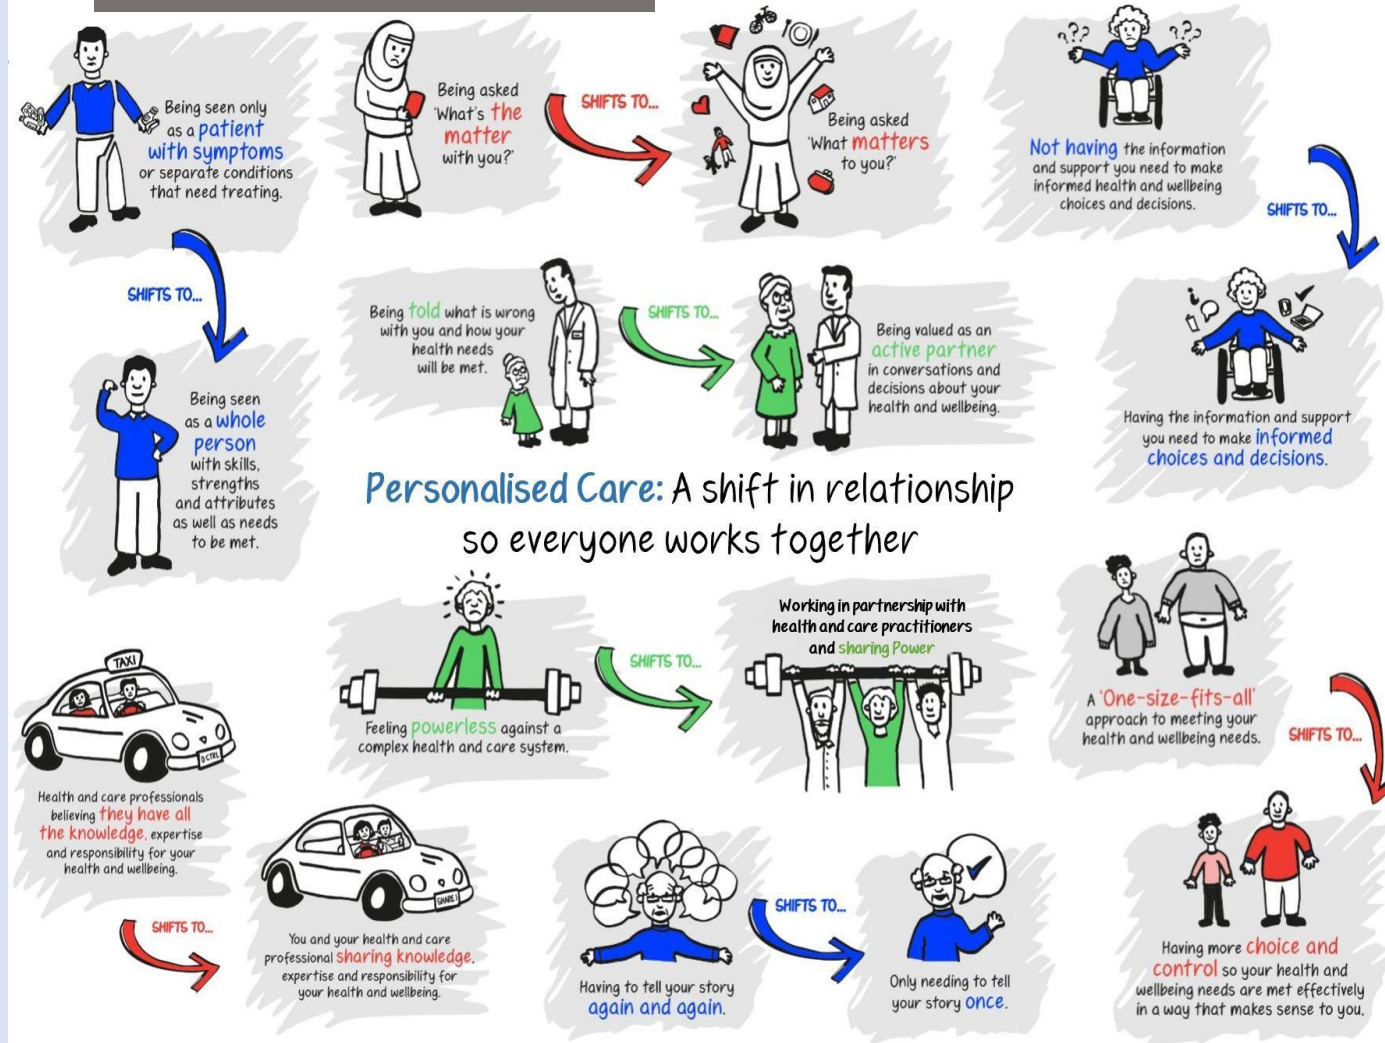 Being seen only
as a patient
with symptoms
or separate conditions
that need treating.
SHIFTS TO...
Being seen
as a whole
person
with skills,
strengths
and attributes
as well as needs
to be met.
Being asked
'What's the
matter
with you?'
SHIFTS TO...
Being asked
'What matters
to you?'
???
???
Not having the information
and support you need to make
informed health and wellbeing
choices and decisions.
SHIFTS TO...
i
Having the information and support
you need to make informed
choices and decisions.
Being told what is wrong
with you and how your
health needs
will be met.
SHIFTS TO...
Being valued as an
active partner
in conversations and
decisions about your
health and wellbeing.
Personalised Care: A shift in relationship
so everyone works together
Feeling powerless against a
complex health and care system.
SHIFTS TO...
Working in partnership with
health and care practitioners
and sharing Power
A 'One-size-fits-all'
approach to meeting your
health and wellbeing needs.
SHIFTS TO...
Having more choice and
control so your health and
wellbeing needs are met effectively
in a way that makes sense to you.
TAXI
D CTRL
Health and care professionals
believing they have all
the knowledge, expertise
and responsibility for your
health and wellbeing.
SHIFTS TO...
SHARE 1
You and your health and care
professional sharing knowledge,
expertise and responsibility for
your health and wellbeing.
Having to tell your story
again and again.
SHIFTS TO...
Only needing to tell
your story once.